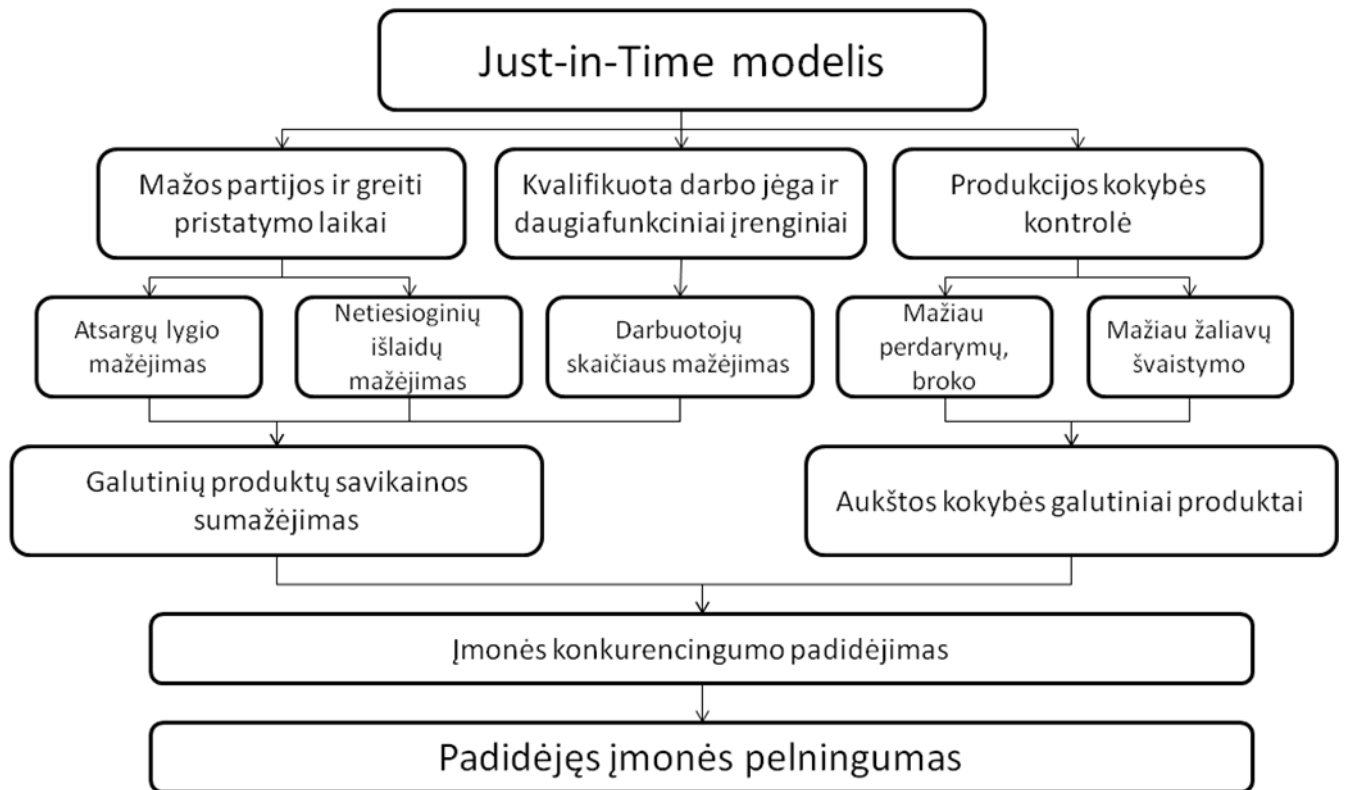 Just-in-Time modelis
Mažos partijos ir greiti
pristatymo laikai
Kvalifikuota darbo jėga ir
daugiafunkciniai įrenginiai
Produkcijos kokybės
kontrolė
Atsargų lygio
mažėjimas
Netiesioginių
išlaidų
mažėjimas
Darbuotojų
skaičiaus mažėjimas
Mažiau
perdarymų,
broko
Mažiau žaliavų
švaistymo
Galutinių produktų savikainos
sumažėjimas
Aukštos kokybės galutiniai produktai
Įmonės konkurencingumo padidėjimas
Padidėjęs įmonės pelningumas